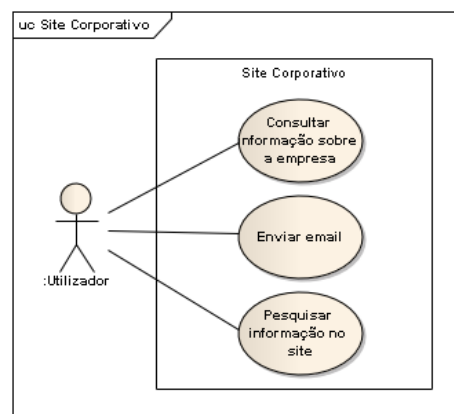 uc Site Corporativo
Site Corporativo
Consultar
nformação sobre
a empresa
Enviar email
:Utilizador
Pesquisar
informação no
site